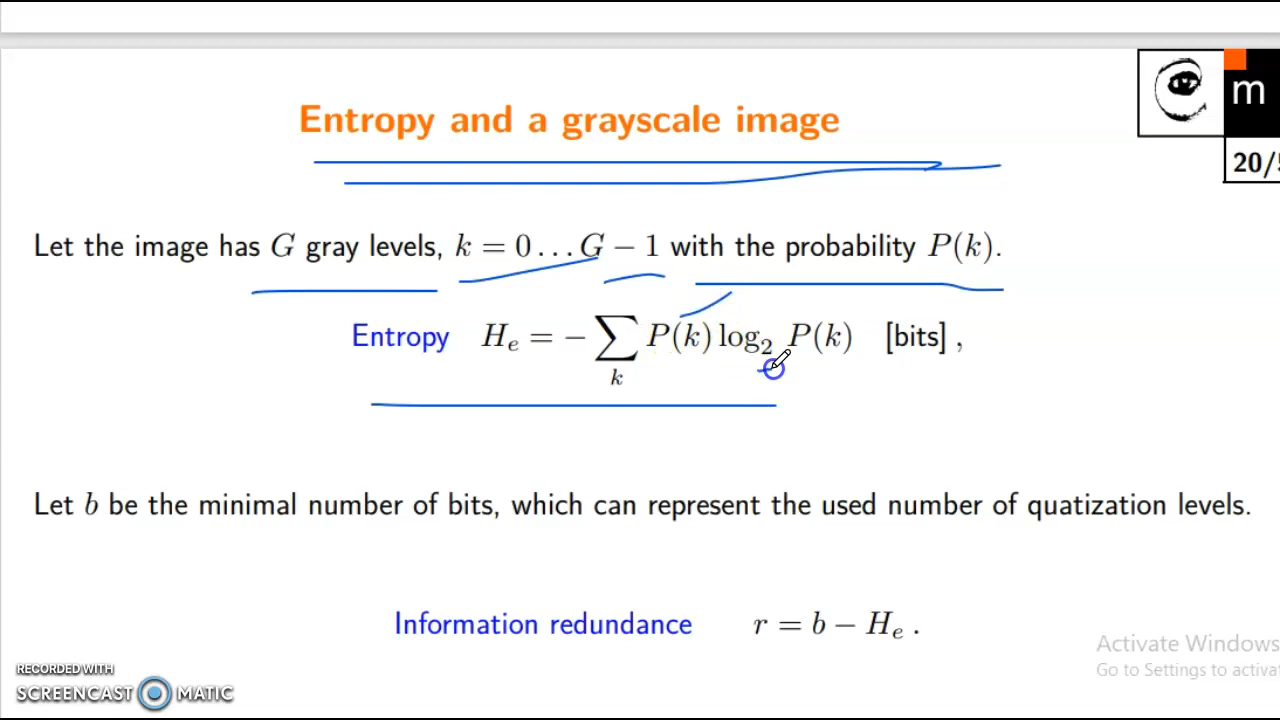 m
Entropy and a grayscale image
20/5
Let the image has G gray levels, k = 0 ... G − 1 with the probability P(k).
Entropy H_e = − ∑_k P(k) log_2 P(k) [bits] ,
Let b be the minimal number of bits, which can represent the used number of quatization levels.
Information redundance r = b − H_e .
Activate Windows
Go to Settings to activat
RECORDED WITH
SCREENCAST MATIC